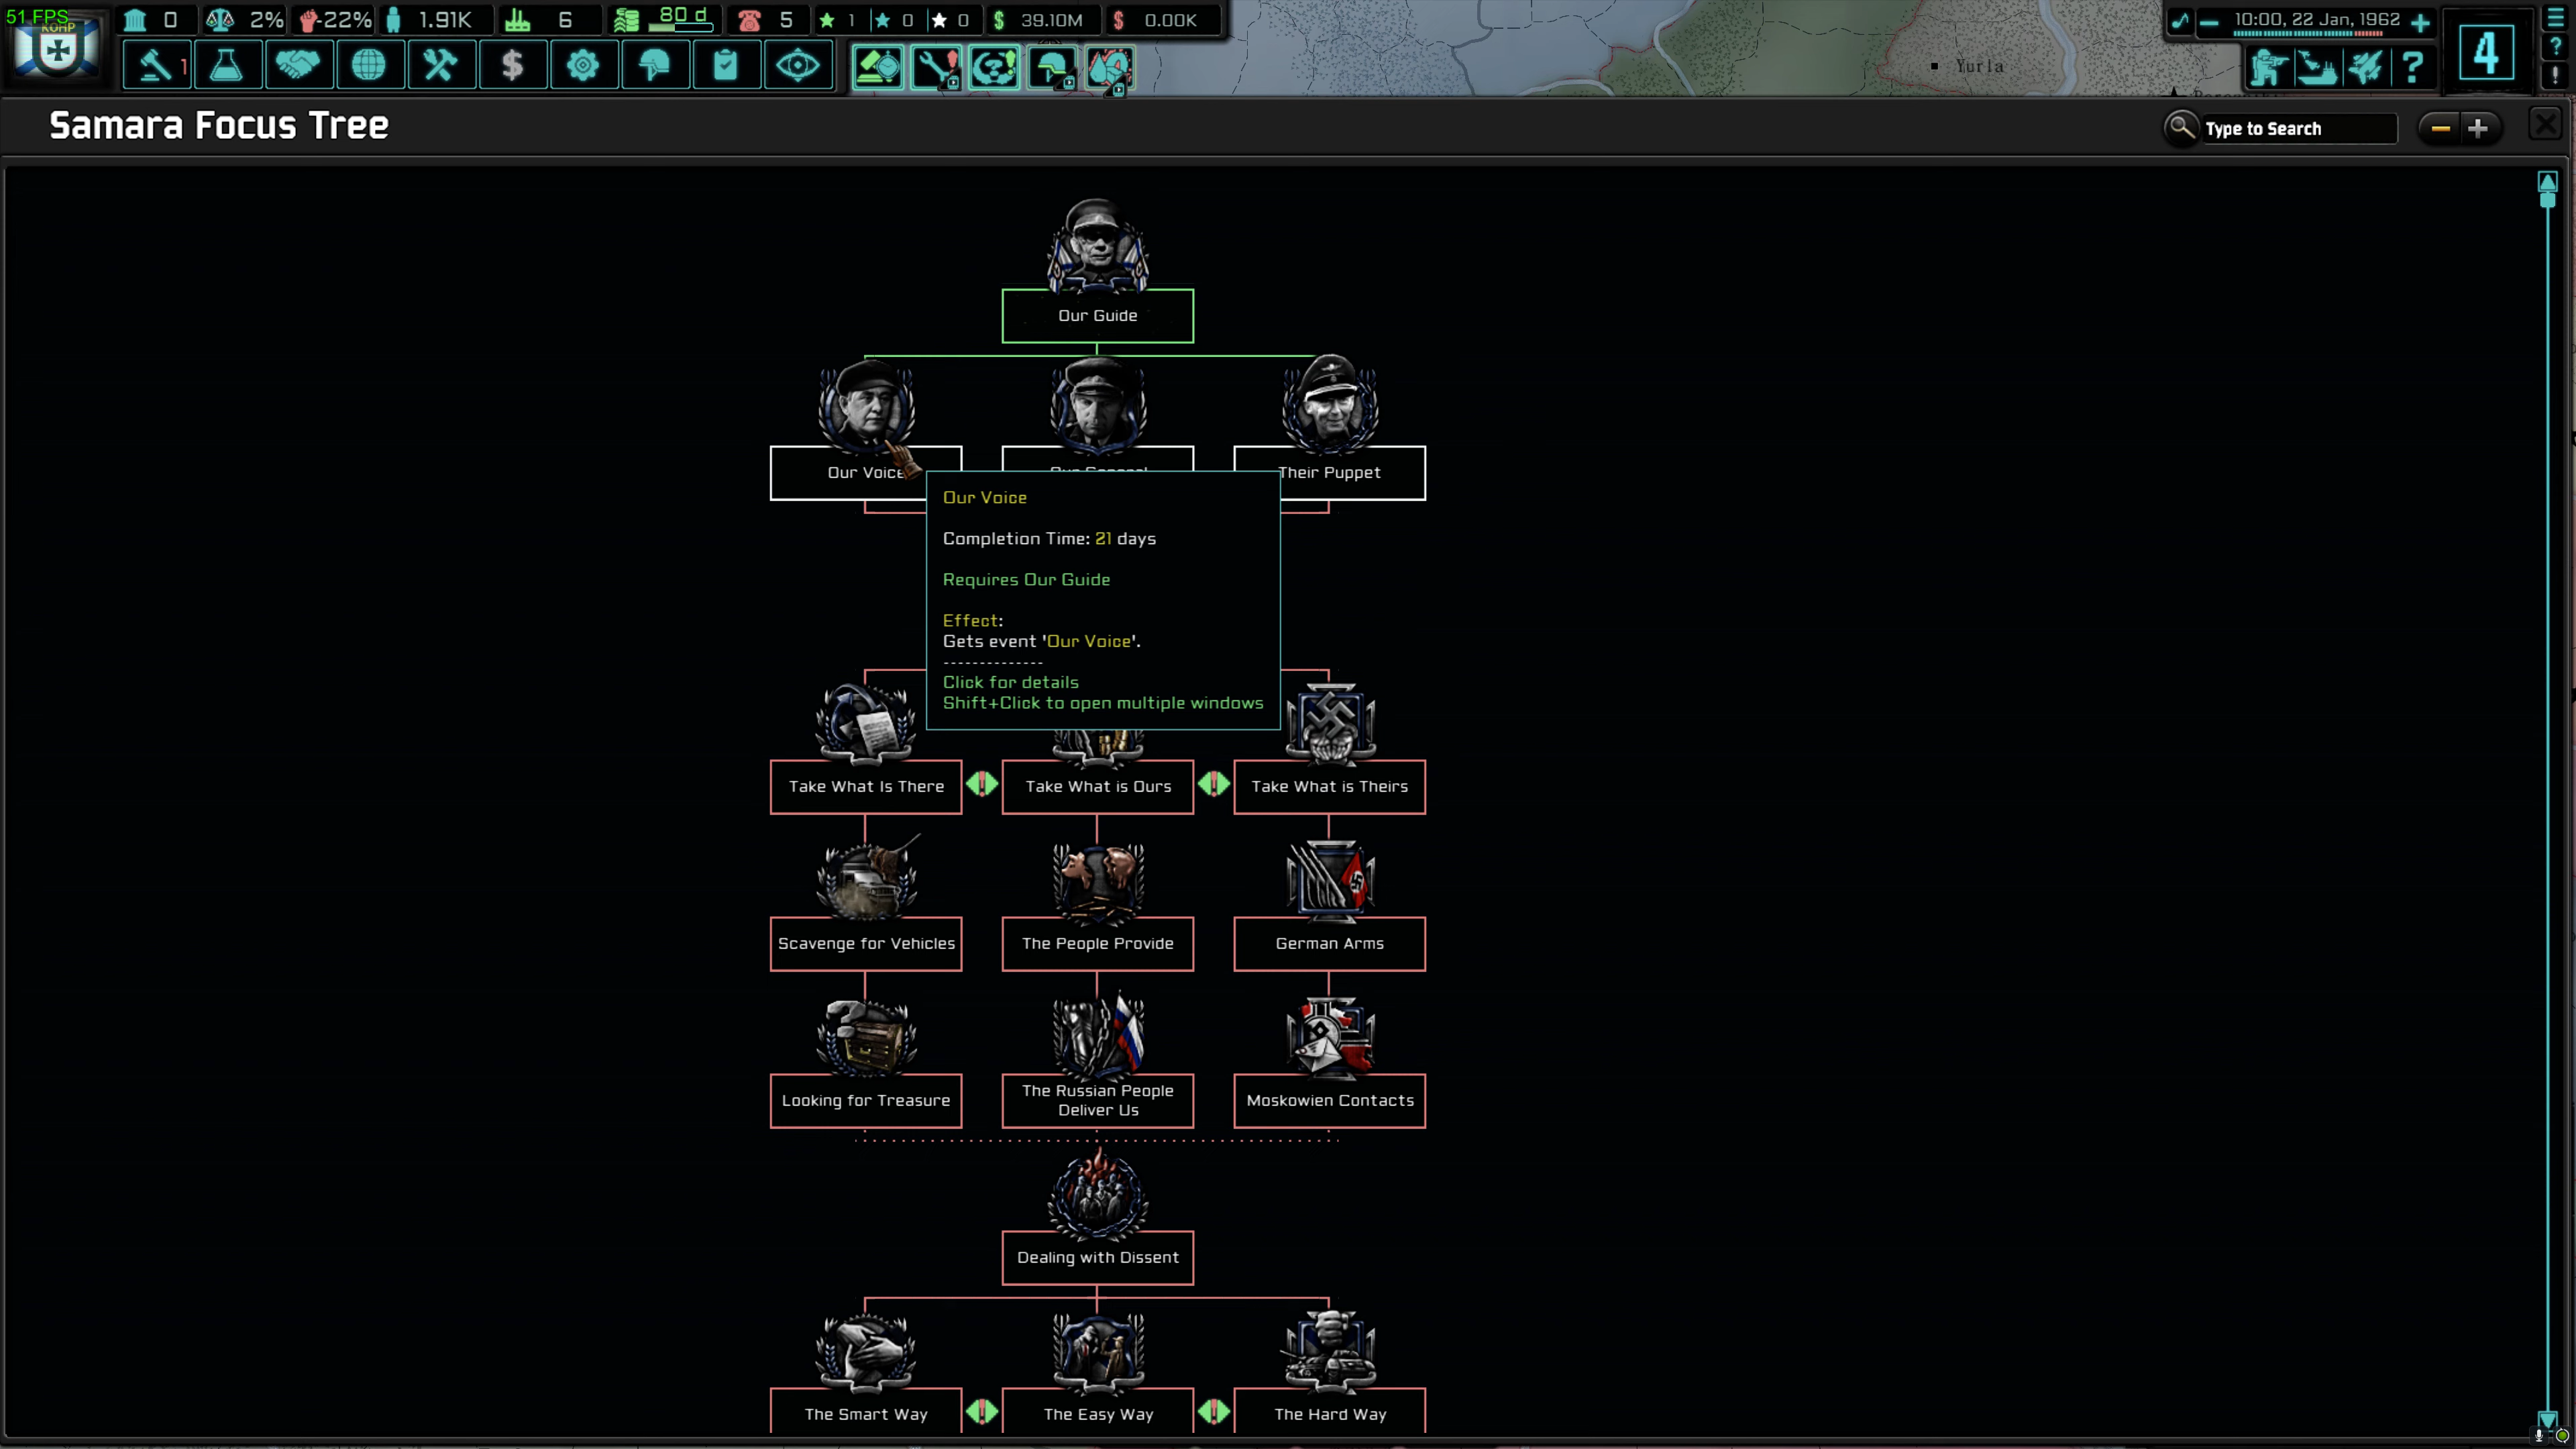 51 FPS
0
2%
-22%
1.91K
6
80 d
5
1
0
0
$ 39.10M
$ 0.00K
10:00, 22 Jan, 1962
1
4
Yurla
Samara Focus Tree
Type to Search
Our Guide
Our Voice
Their Puppet
Our Voice
Completion Time: 21 days
Requires Our Guide
Effect:
Gets event 'Our Voice'.
--------------
Click for details
Shift+Click to open multiple windows
Take What Is There
Take What is Ours
Take What is Theirs
Scavenge for Vehicles
The People Provide
German Arms
Looking for Treasure
The Russian People
Deliver Us
Moskowien Contacts
Dealing with Dissent
The Smart Way
The Easy Way
The Hard Way